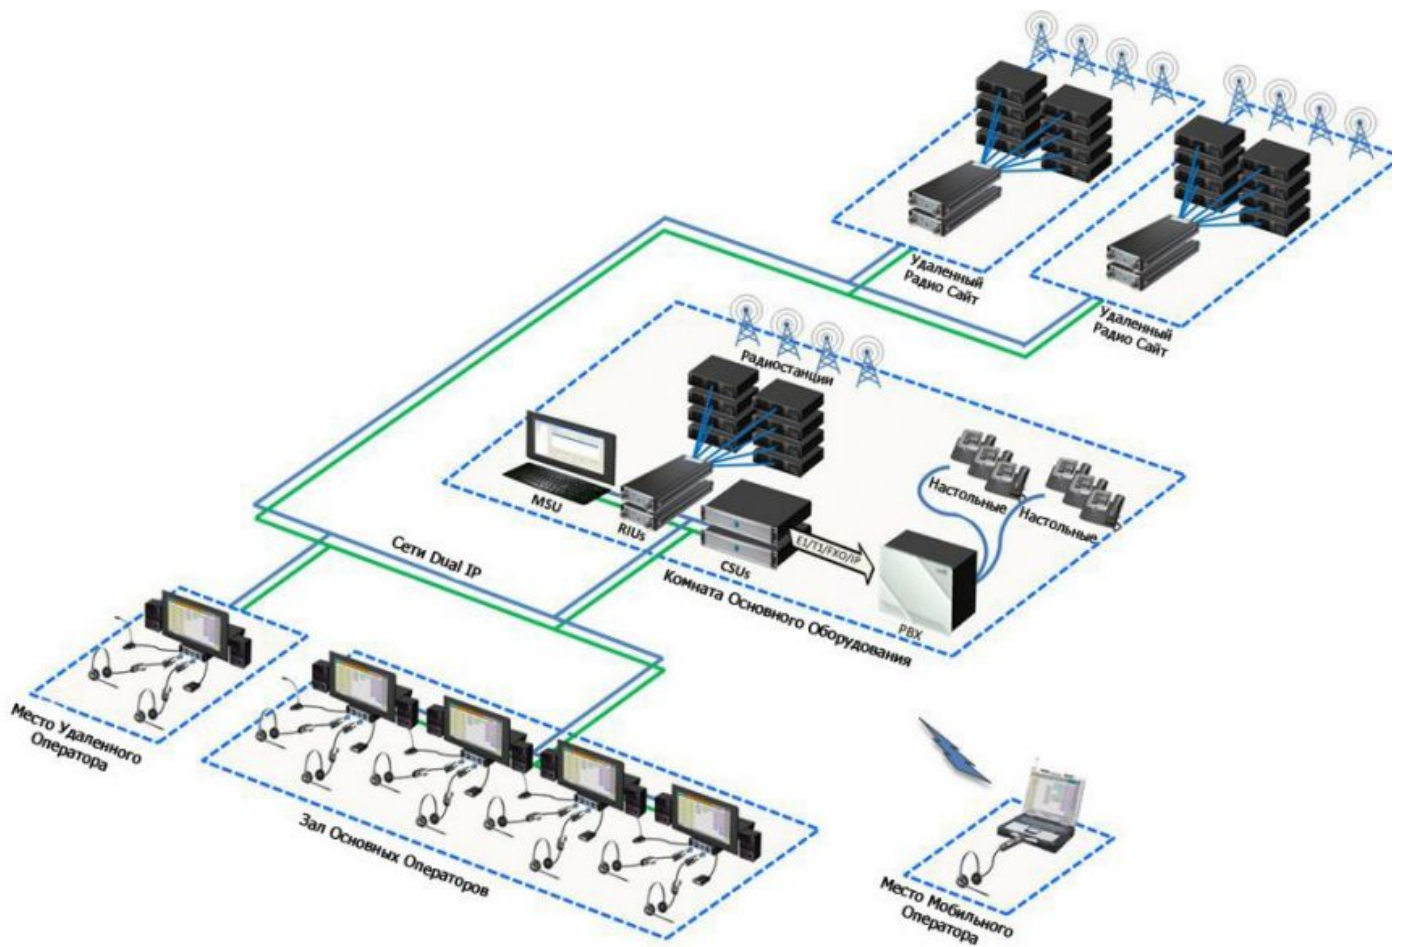 Удаленный
Радио Сайт
Удаленный
Радио Сайт
Радиостанции
MSU
RIUs
CSUs
E1/T1/FXO/IP
PBX
Настольные
Настольные
Комната Основного Оборудования
Сети Dual IP
Место Удаленного
Оператора
Зал Основных Операторов
Место Мобильного
Оператора